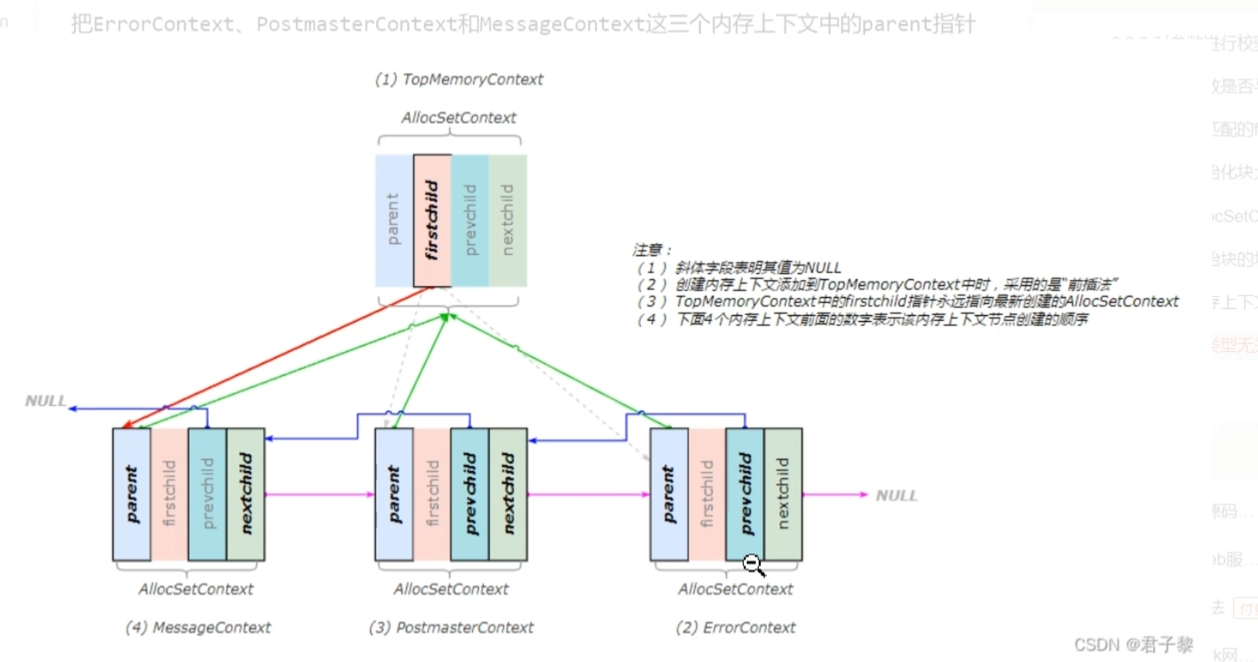 把ErrorContext、PostmasterContext和MessageContext这三个内存上下文中的parent指针
(1) TopMemoryContext
AllocSetContext
parent
firstchild
prevchild
nextchild
注意：
（1）斜体字段表明其值为NULL
（2）创建内存上下文添加到TopMemoryContext中时，采用的是“前插法”
（3）TopMemoryContext中的firstchild指针永远指向最新创建的AllocSetContext
（4）下面4个内存上下文前面的数字表示该内存上下文节点创建的顺序
NULL
parent
firstchild
prevchild
nextchild
parent
firstchild
prevchild
nextchild
parent
firstchild
prevchild
nextchild
NULL
AllocSetContext
AllocSetContext
AllocSetContext
(4) MessageContext
(3) PostmasterContext
(2) ErrorContext
CSDN @君子黎